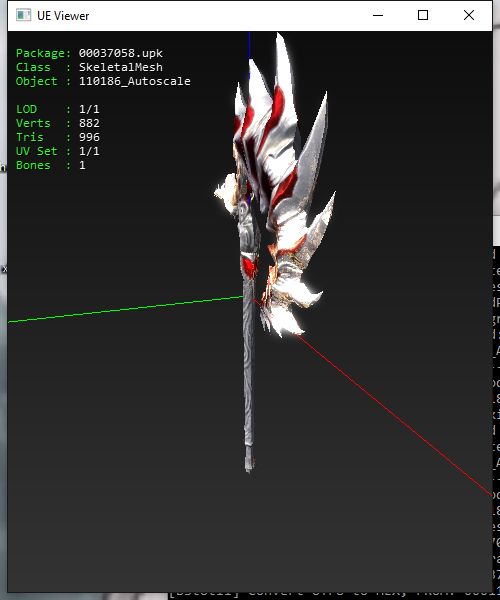 UE Viewer
Package: 00037058.upk
Class : SkeletalMesh
Object : 110186_Autoscale
LOD : 1/1
Verts : 882
Tris : 996
UV Set : 1/1
Bones : 1